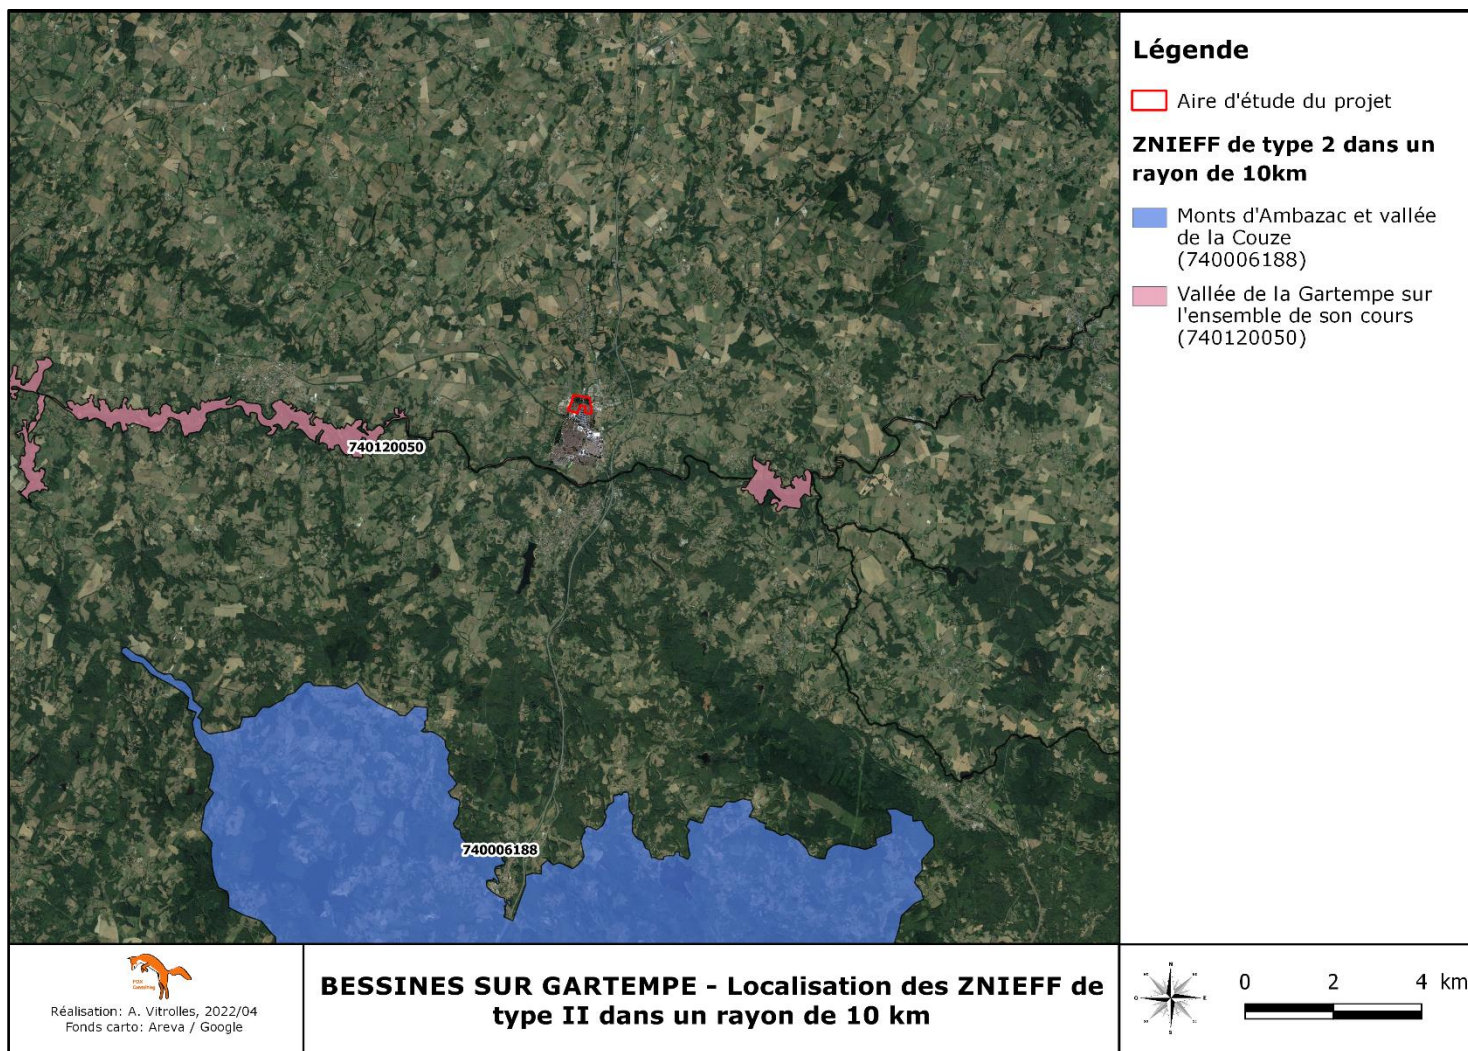 Légende
Aire d'étude du projet
ZNIEFF de type 2 dans un
rayon de 10km
Monts d'Ambazac et vallée
de la Couze
(740006188)
Vallée de la Gartempe sur
l'ensemble de son cours
(740120050)
740120050
740006188
FOX
Consulting
Réalisation: A. Vitrolles, 2022/04
Fonds carto: Areva / Google
BESSINES SUR GARTEMPE - Localisation des ZNIEFF de
type II dans un rayon de 10 km
N
O
E
S
0 2 4 km